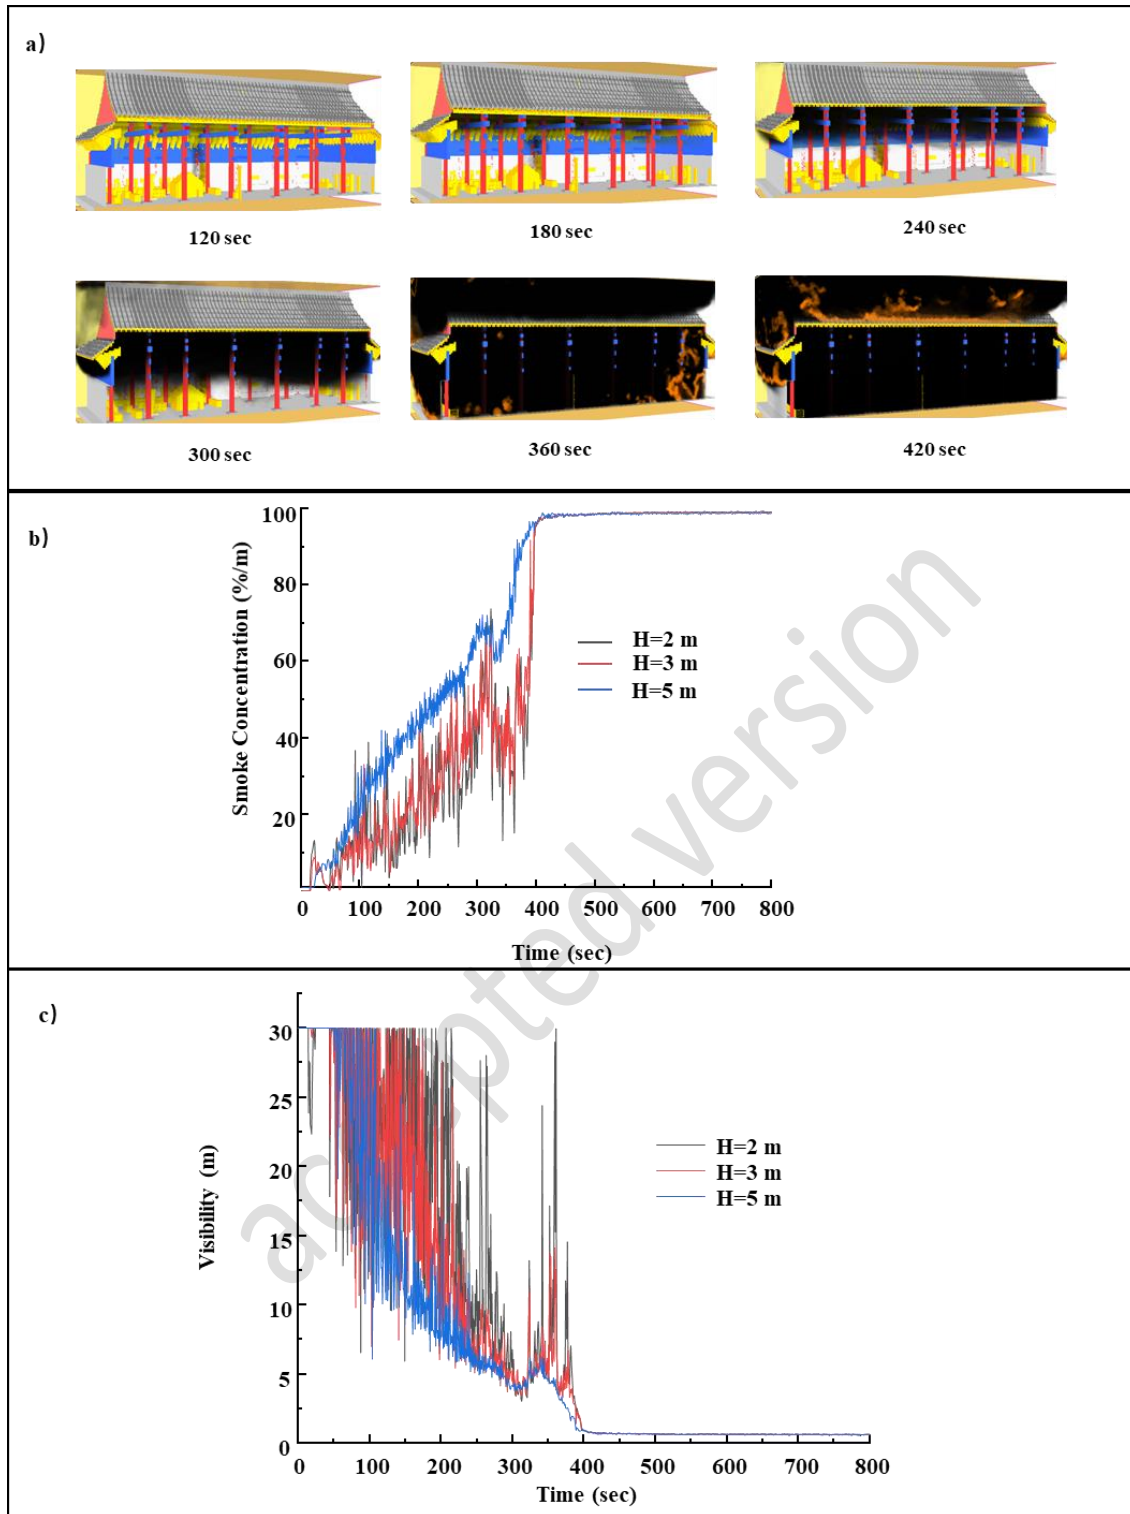 a)
120 sec
180 sec
240 sec
300 sec
360 sec
420 sec
b)
Smoke Concentration (%/m)
100
80
60
40
20
H=2 m
H=3 m
H=5 m
0 100 200 300 400 500 600 700 800
Time (sec)
c)
Visibility (m)
30
25
20
15
10
5
0
H=2 m
H=3 m
H=5 m
0 100 200 300 400 500 600 700 800
Time (sec)
accepted version